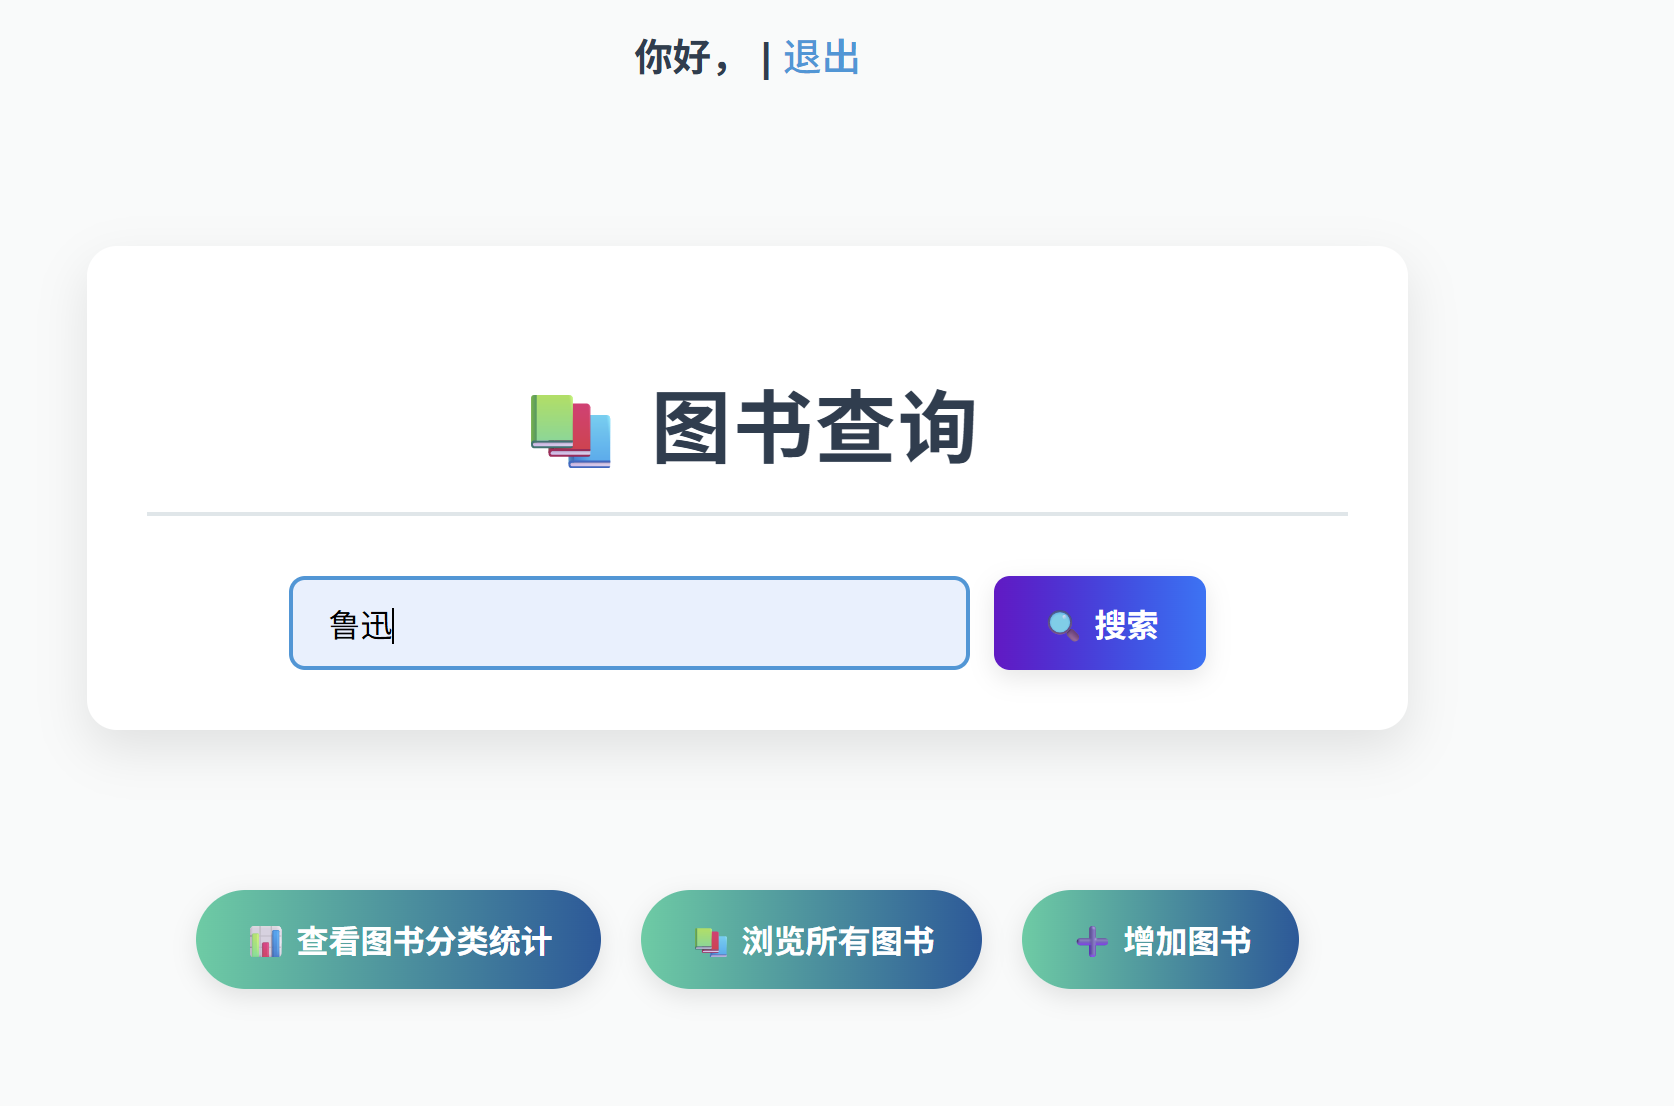 你好， | 退出
图书查询
鲁迅
搜索
查看图书分类统计
浏览所有图书
增加图书